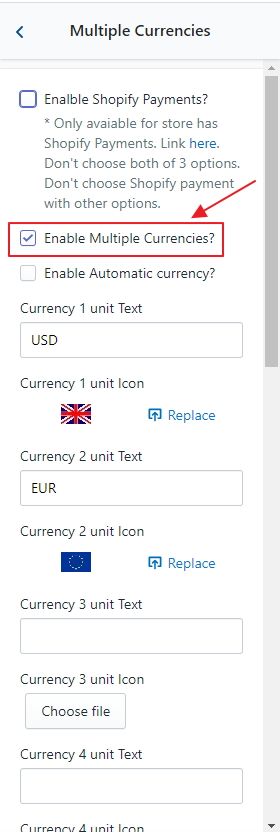 Multiple Currencies
Enalble Shopify Payments?
* Only avaiable for store has
Shopify Payments. Link here.
Don't choose both of 3 options.
Don't choose Shopify payment
with other options.
Enable Multiple Currencies?
Enable Automatic currency?
Currency 1 unit Text
USD
Currency 1 unit Icon
Replace
Currency 2 unit Text
EUR
Currency 2 unit Icon
Replace
Currency 3 unit Text
Currency 3 unit Icon
Choose file
Currency 4 unit Text
Currency 4 unit Icon